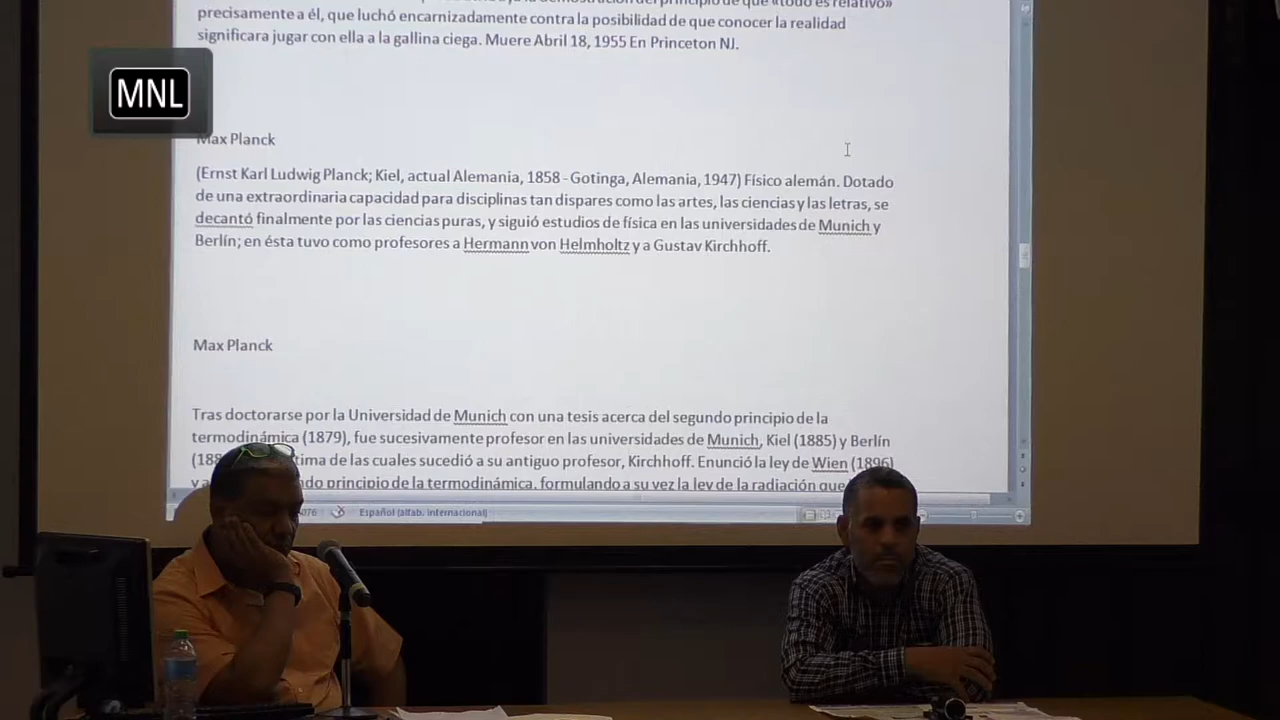 «todo es relativo»
precisamente a él, que luchó encarnizadamente contra la posibilidad de que conocer la realidad
significara jugar con ella a la gallina ciega. Muere Abril 18, 1955 En Princeton NJ.
MNL
Max Planck
(Ernst Karl Ludwig Planck; Kiel, actual Alemania, 1858 - Gotinga, Alemania, 1947) Físico alemán. Dotado
de una extraordinaria capacidad para disciplinas tan dispares como las artes, las ciencias y las letras, se
decantó finalmente por las ciencias puras, y siguió estudios de física en las universidades de Munich y
Berlín; en ésta tuvo como profesores a Hermann von Helmholtz y a Gustav Kirchhoff.
Max Planck
Tras doctorarse por la Universidad de Munich con una tesis acerca del segundo principio de la
termodinámica (1879), fue sucesivamente profesor en las universidades de Munich, Kiel (1885) y Berlín
de las cuales sucedió a su antiguo profesor, Kirchhoff. Enunció la ley de Wien (1896)
principio de la termodinámica, formulando a su vez la ley de la radiación que
Español (alfab. internacional)